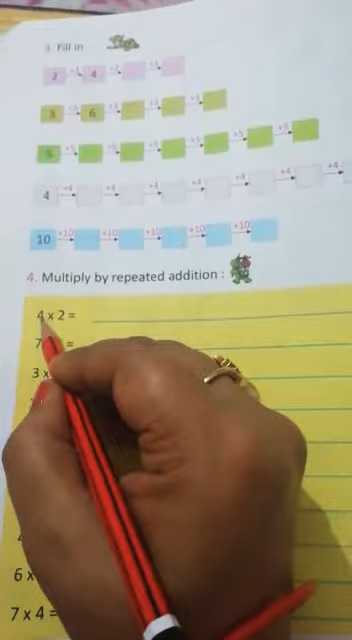 3. Fill in
2 +2 4 +2 +2
3 +3 6 +3 +3 +3
5 +5 +5 +5 +5 +5 +5
4 +4 +4 +4 +4 +4 +4 +4
10 +10 +10 +10 +10 +10
4. Multiply by repeated addition :
4 x 2 =
7 =
3 x
6 x
7 x 4 =